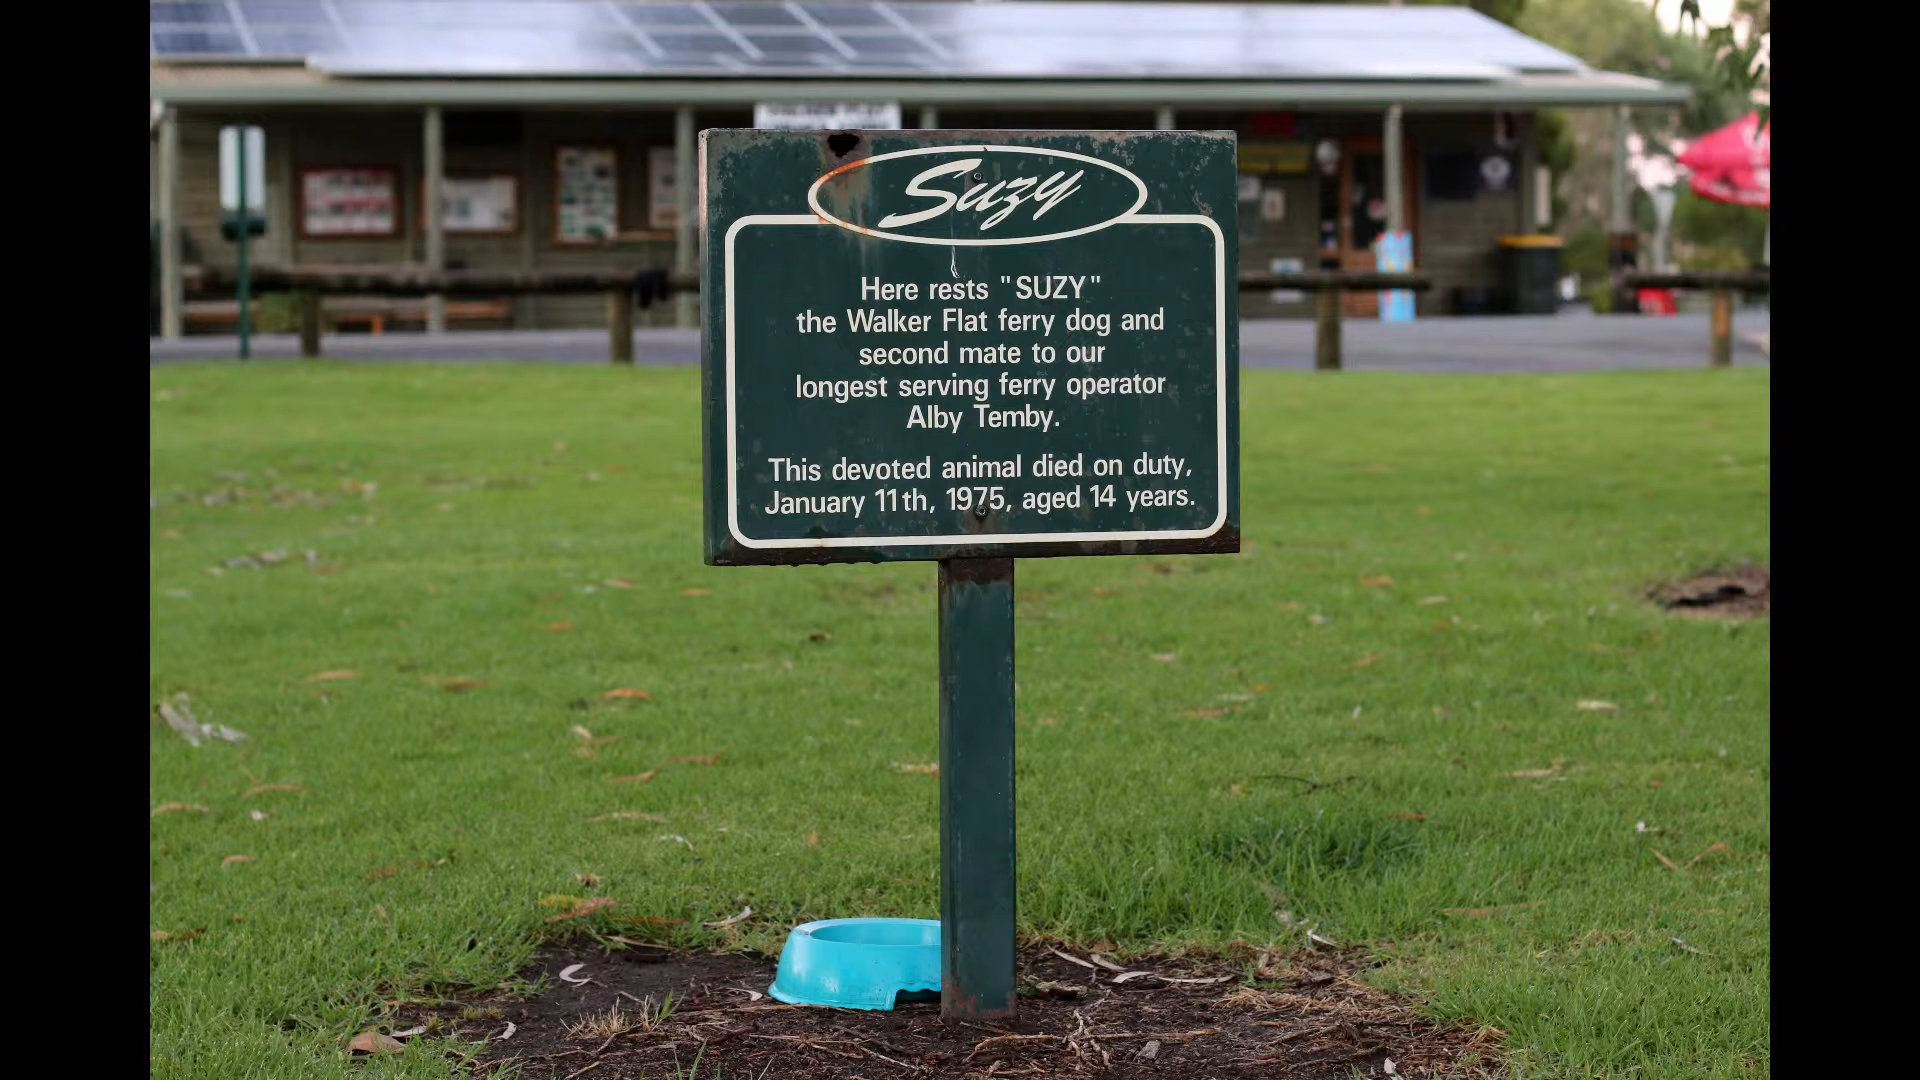 Suzy
Here rests "SUZY"
the Walker Flat ferry dog and
second mate to our
longest serving ferry operator
Alby Temby.
This devoted animal died on duty,
January 11th, 1975, aged 14 years.